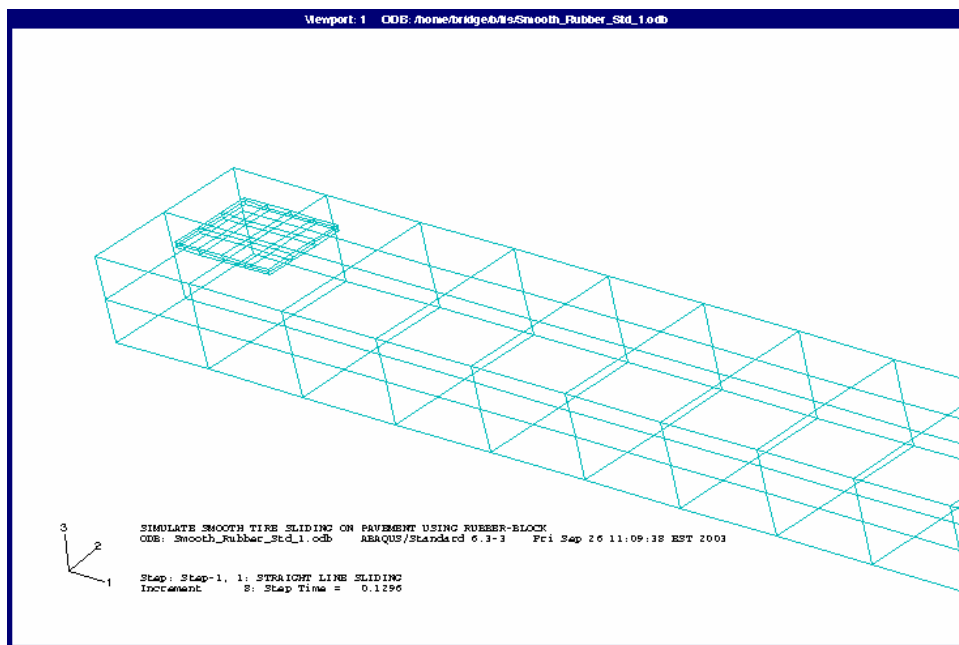 Viewport: 1 ODB: /home/bridge/b/lis/Smooth_Rubber_Std_1.odb
SIMULATE SMOOTH TIRE SLIDING ON PAVEMENT USING RUBBER-BLOCK
ODB: Smooth_Rubber_Std_1.odb ABAQUS/Standard 6.3-3 Fri Sep 26 11:09:38 EST 2003
Step: Step-1, 1: STRAIGHT LINE SLIDING
Increment 8: Step Time = 0.1296
3
2
1